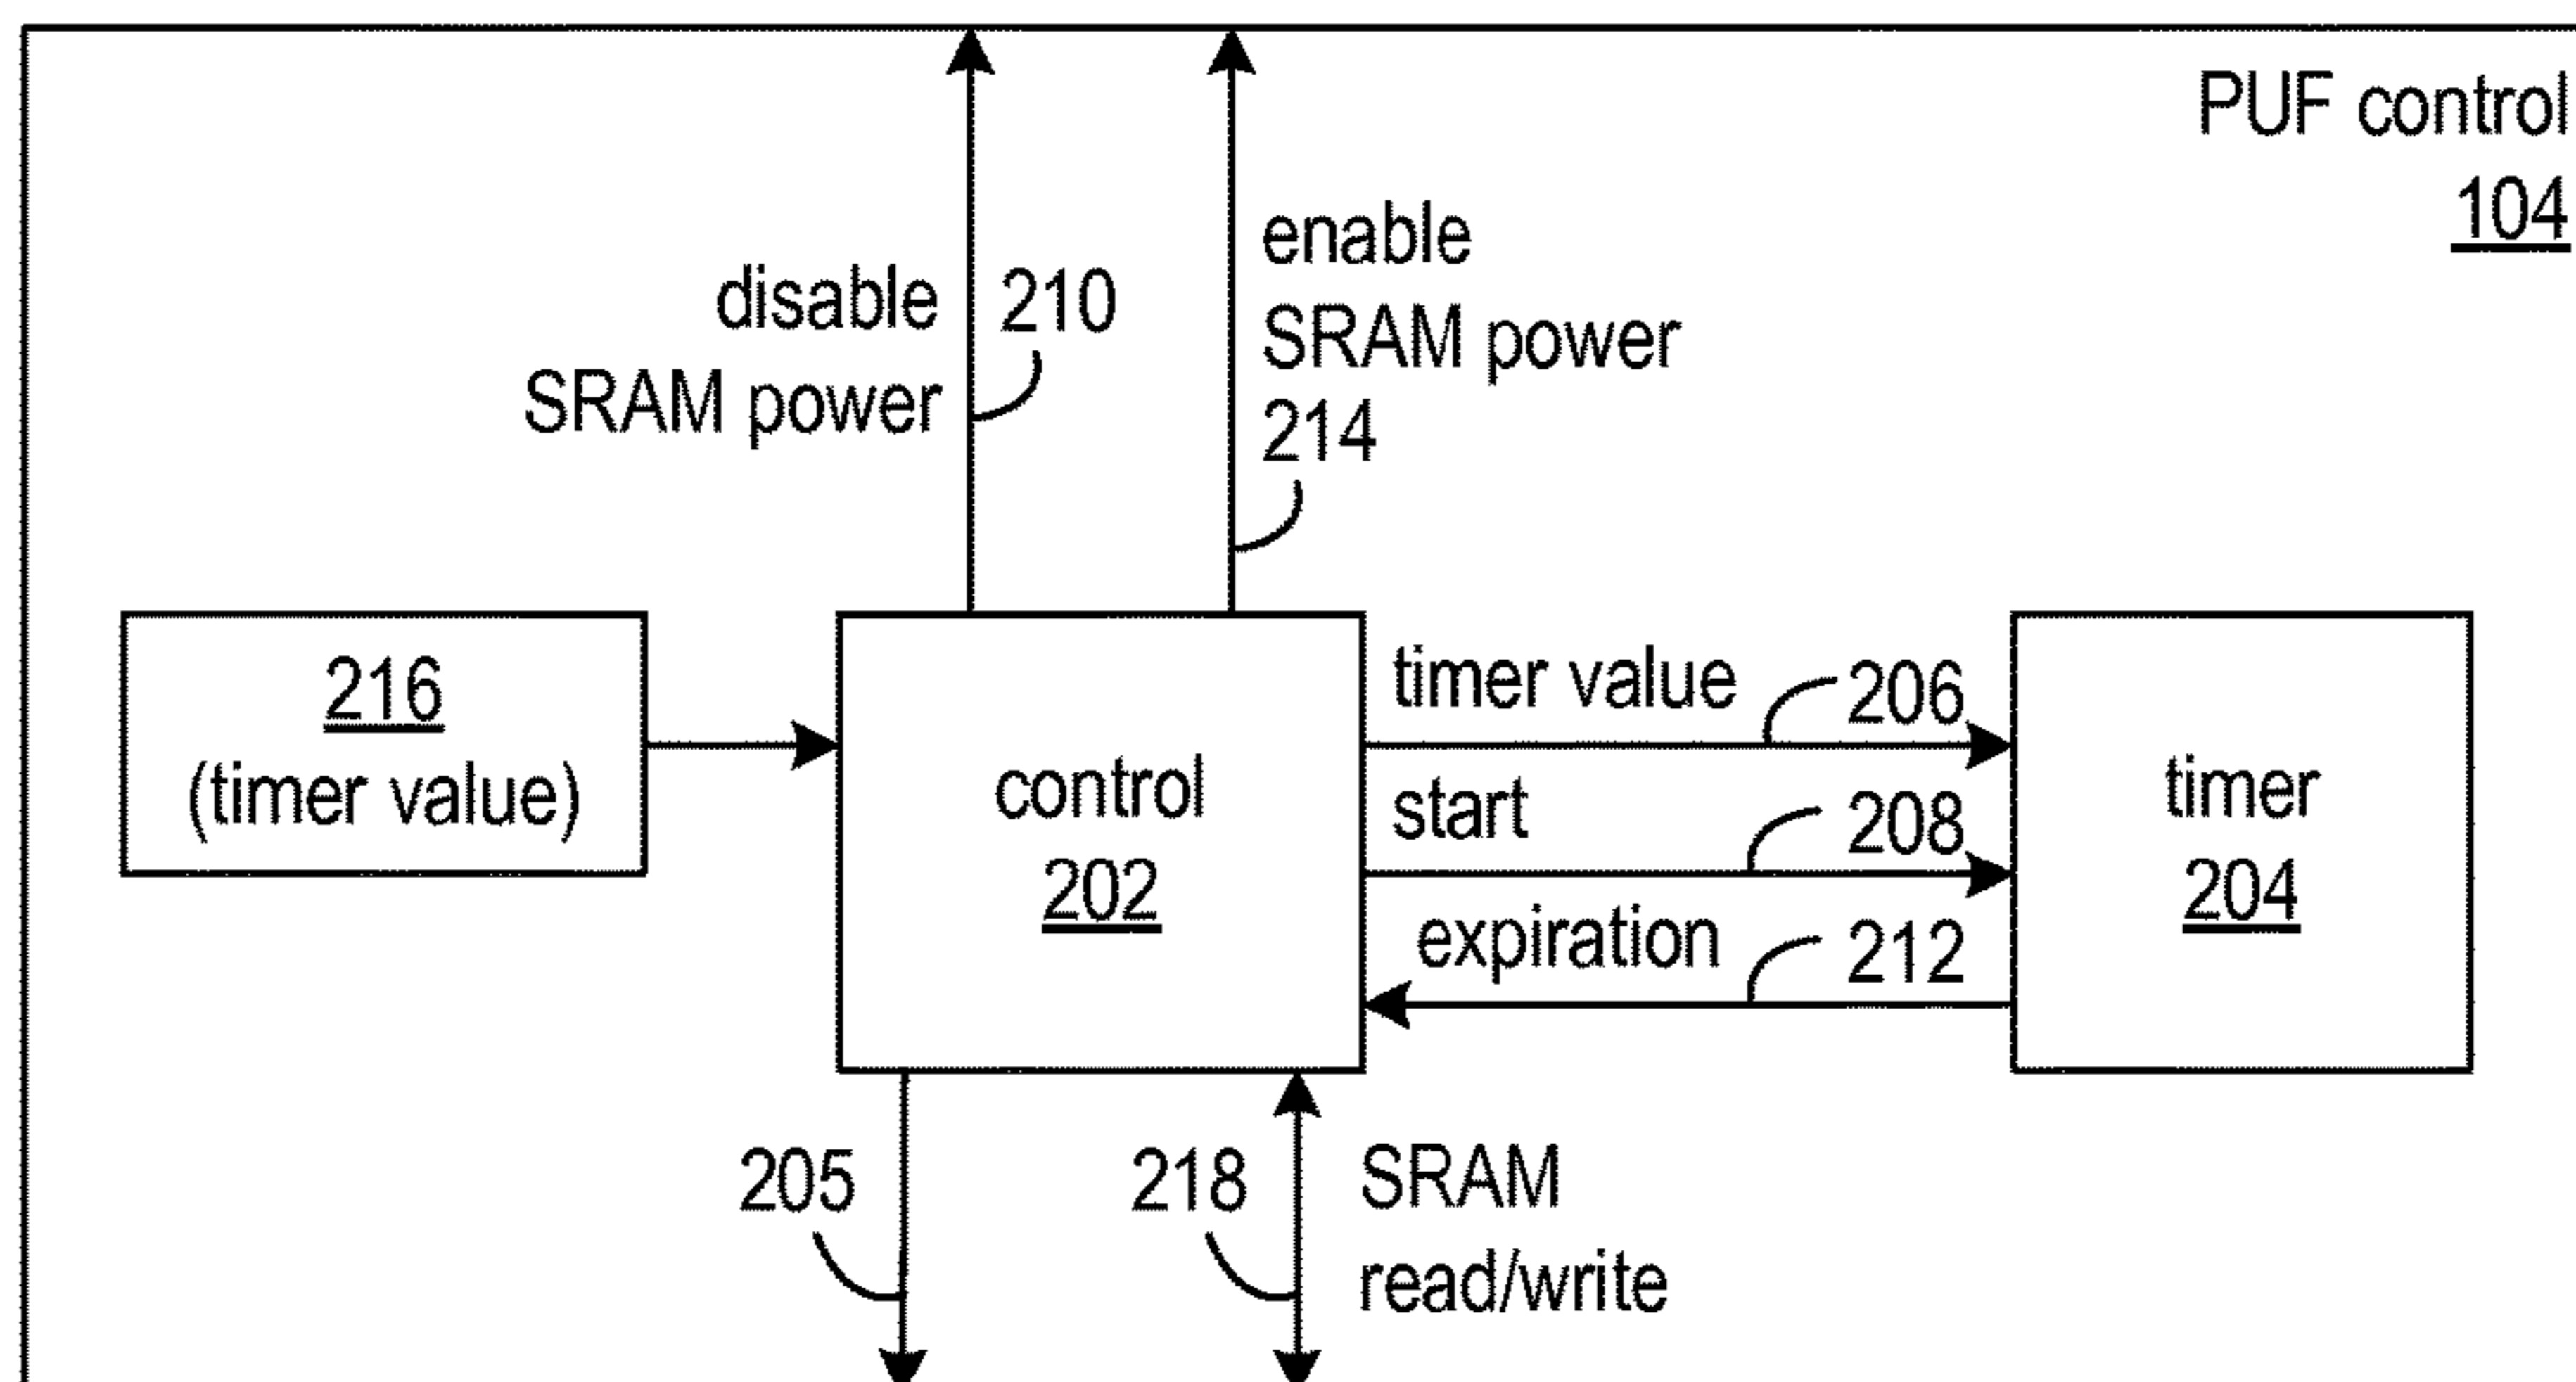 PUF control
104
disable
SRAM power
210
enable
SRAM power
214
216
(timer value)
control
202
timer value
206
start
208
expiration
212
timer
204
205
218
SRAM
read/write